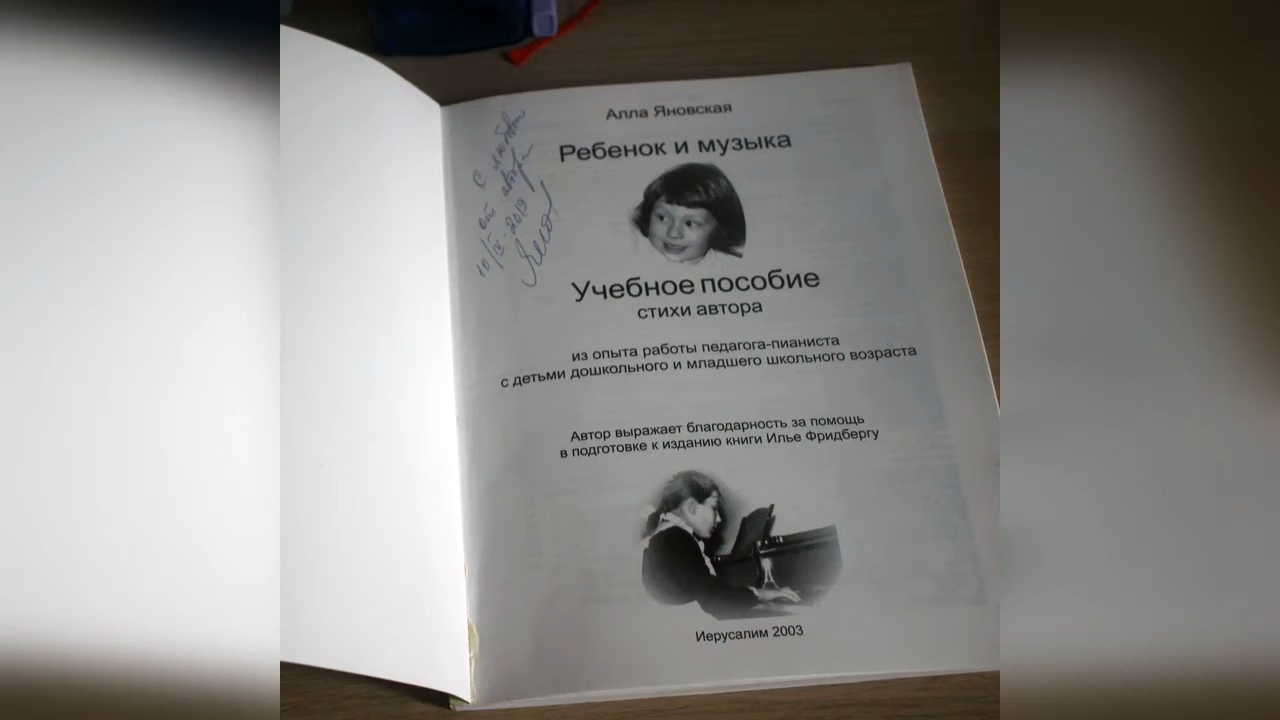 Алла Яновская
Ребенок и музыка
С любовью
от автора
10/IV-2019
Учебное пособие
стихи автора
из опыта работы педагога-пианиста
с детьми дошкольного и младшего школьного возраста
Автор выражает благодарность за помощь
в подготовке к изданию книги Илье Фридбергу
Иерусалим 2003